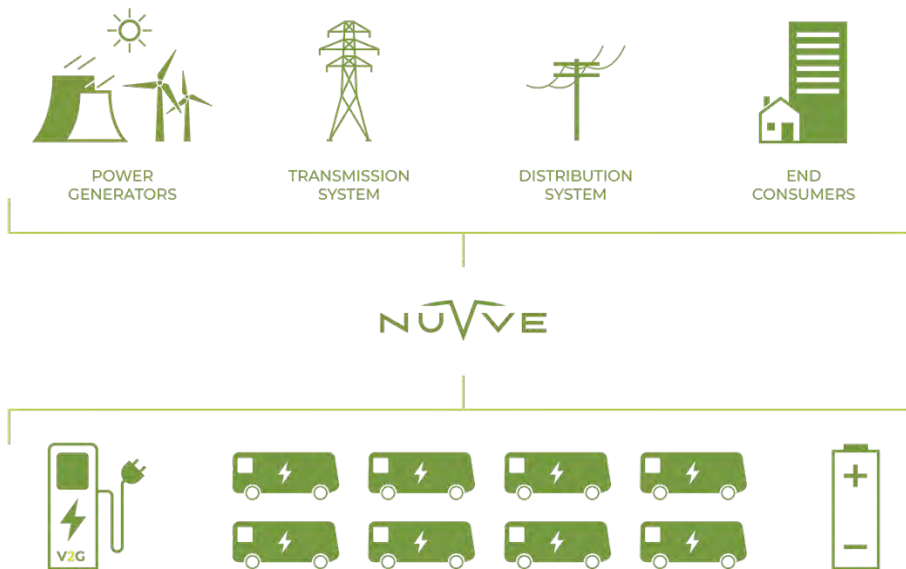 POWER
GENERATORS
TRANSMISSION
SYSTEM
DISTRIBUTION
SYSTEM
END
CONSUMERS
NUVVE
V2G
+
−